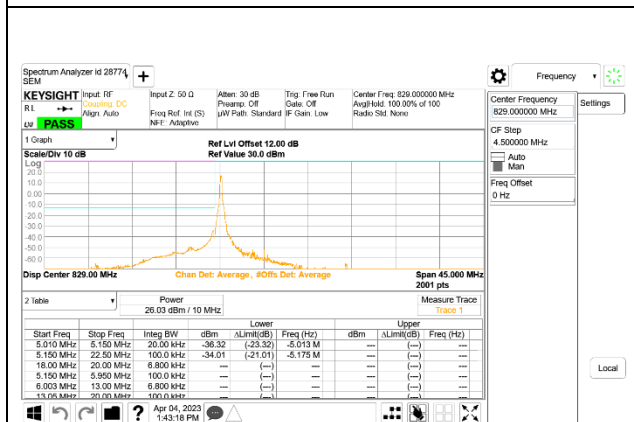 Spectrum Analyzer Id 28774
SEM
Frequency
KEYSIGHT Input: RF Input Z: 50 Ω Atten: 30 dB Trig: Free Run Center Freq: 829.000000 MHz
Coupling: DC Preamp: Off Gate: Off Avg|Hold: 100.00% of 100
Align: Auto Freq Ref: Int (S) µW Path: Standard IF Gain: Low Radio Std: None
NFE: Adaptive
PASS
Center Frequency
829.000000 MHz
Settings
CF Step
4.500000 MHz
Auto
Man
Freq Offset
0 Hz
1 Graph
Ref Lvl Offset 12.00 dB
Scale/Div 10 dB Ref Value 30.0 dBm
Log
20.0
10.0
0.00
-10.0
-20.0
-30.0
-40.0
-50.0
-60.0
Disp Center 829.00 MHz Chan Det: Average, #Offs Det: Average Span 45.000 MHz
2001 pts
2 Table Power Measure Trace
26.03 dBm / 10 MHz Trace 1
Lower Upper
Start Freq Stop Freq Integ BW dBm ΔLimit(dB) Freq (Hz) dBm ΔLimit(dB) Freq (Hz)
5.010 MHz 5.150 MHz 20.00 kHz -36.32 (-23.32) -5.013 M --- (---) ---
5.150 MHz 22.50 MHz 100.0 kHz -34.01 (-21.01) -5.175 M --- (---) ---
18.00 MHz 20.00 MHz 6.800 kHz --- (---) --- --- (---) ---
5.150 MHz 5.950 MHz 100.0 kHz --- (---) --- --- (---) ---
6.003 MHz 13.00 MHz 6.800 kHz --- (---) --- --- (---) ---
13.05 MHz 20.00 MHz 100.0 kHz --- (---) --- --- (---) ---
Local
Apr 04, 2023
1:43:18 PM